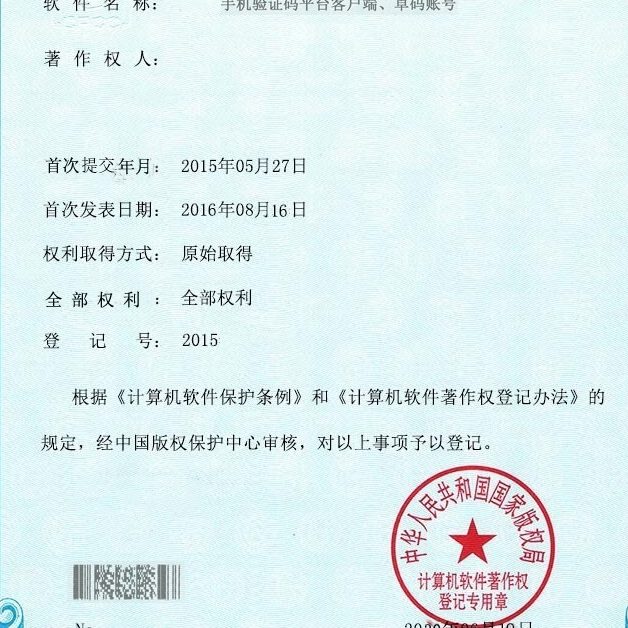 软件名称： 手机验证码平台客户端、草码账号
著作权人：
首次提交年月： 2015年05月27日
首次发表日期： 2016年08月16日
权利取得方式： 原始取得
全部权利： 全部权利
登记号： 2015
根据《计算机软件保护条例》和《计算机软件著作权登记办法》的
规定，经中国版权保护中心审核，对以上事项予以登记。
中华人民共和国国家版权局
计算机软件著作权
登记专用章
No.